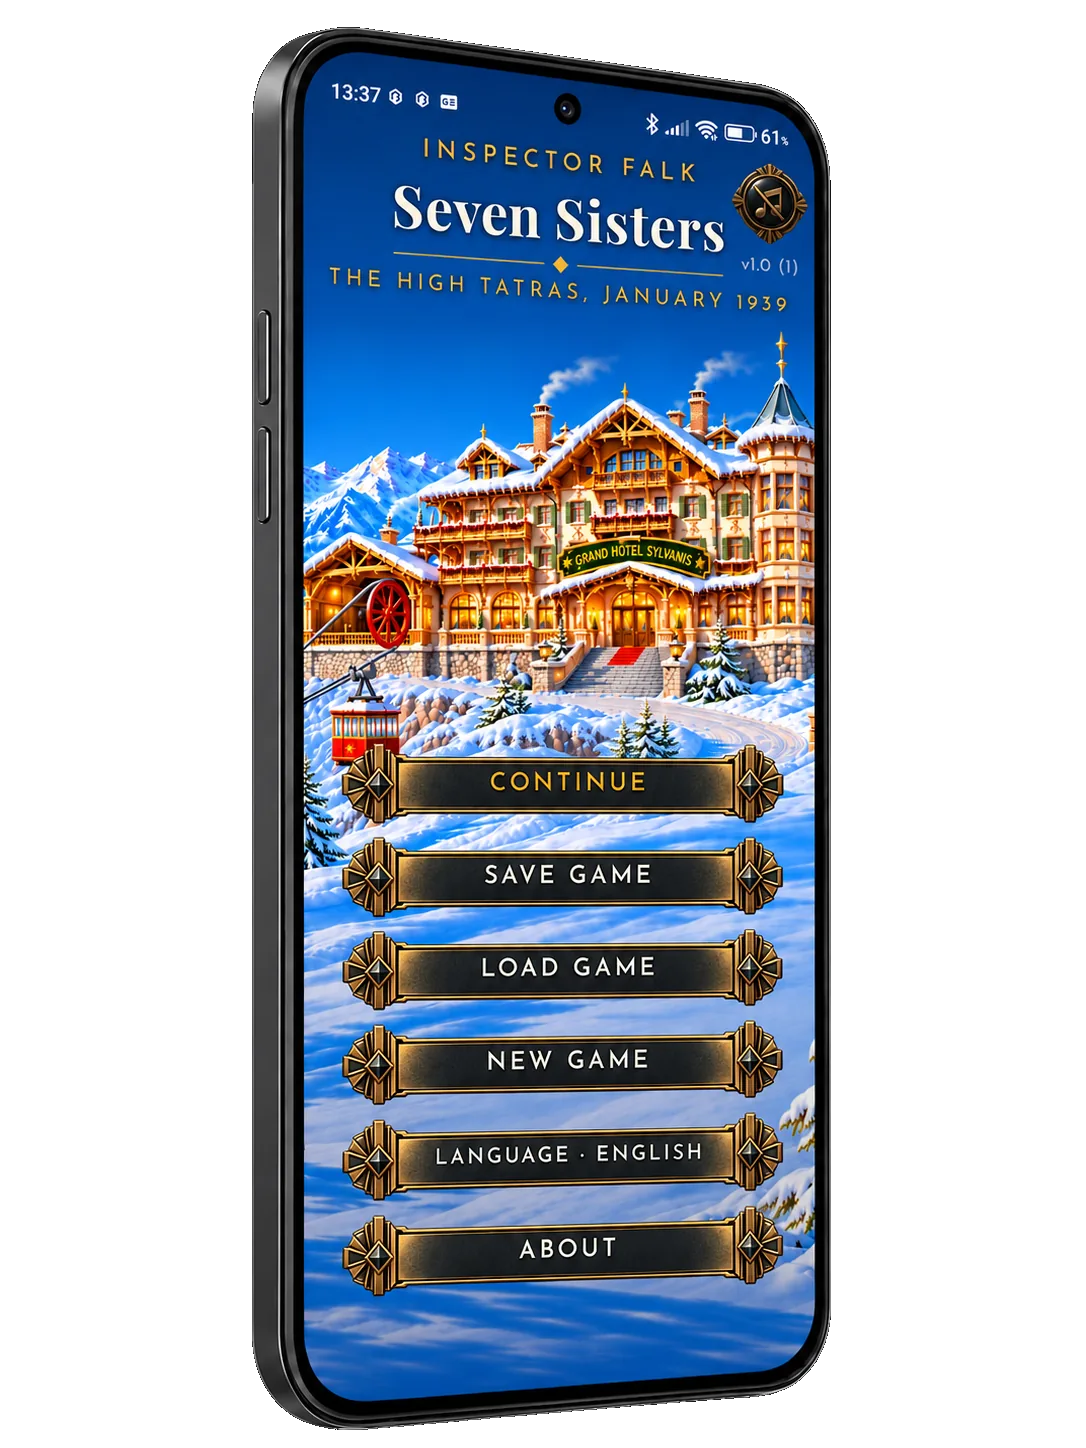 13:37 GE 61%
INSPECTOR FALK
Seven Sisters
v1.0 (1)
THE HIGH TATRAS, JANUARY 1939
GRAND HOTEL SYLVANIS
CONTINUE
SAVE GAME
LOAD GAME
NEW GAME
LANGUAGE · ENGLISH
ABOUT